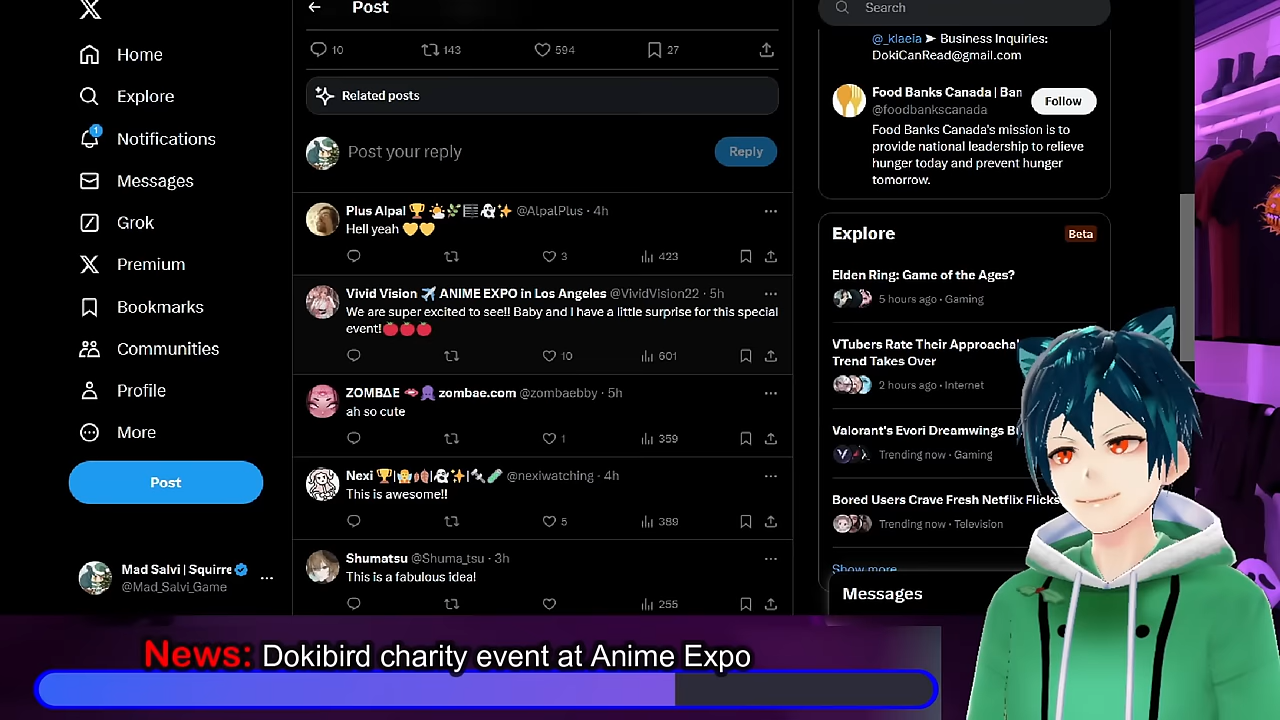 Home
Explore
1
Notifications
Messages
Grok
Premium
Bookmarks
Communities
Profile
More
Post
Mad Salvi | Squirre
@Mad_Salvi_Game
Post
10
143
594
27
Related posts
Post your reply
Reply
Plus Alpal @AlpalPlus · 4h
Hell yeah
3
423
Vivid Vision ANIME EXPO in Los Angeles @VividVision22 · 5h
We are super excited to see!! Baby and I have a little surprise for this special
event!
10
601
ZOMBAE zombae.com @zombaebby · 5h
ah so cute
1
359
Nexi @nexiwatching · 4h
This is awesome!!
5
389
Shumatsu @Shuma_tsu · 3h
This is a fabulous idea!
255
Search
@_klaeia ➤ Business Inquiries:
DokiCanRead@gmail.com
Food Banks Canada | Ban
@foodbankscanada
Follow
Food Banks Canada's mission is to
provide national leadership to relieve
hunger today and prevent hunger
tomorrow.
Explore
Beta
Elden Ring: Game of the Ages?
5 hours ago · Gaming
VTubers Rate Their Approacha
Trend Takes Over
2 hours ago · Internet
Valorant's Evori Dreamwings B
Trending now · Gaming
Bored Users Crave Fresh Netflix Flicks
Trending now · Television
Show more
Messages
News: Dokibird charity event at Anime Expo